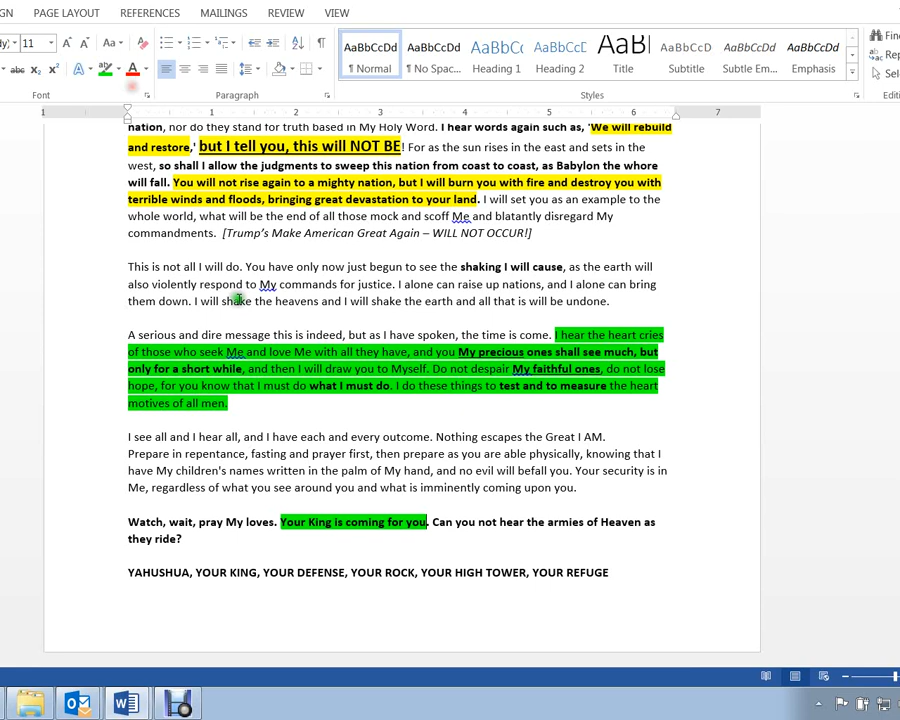 GN PAGE LAYOUT REFERENCES MAILINGS REVIEW VIEW
11 Aa Find
AaBbCcDd AaBbCcDd AaBbCc AaBbCcD AaBl AaBbCcD AaBbCcDd AaBbCcDd
¶ Normal ¶ No Spac... Heading 1 Heading 2 Title Subtitle Subtle Em... Emphasis
Font Paragraph Styles Editing
1 1 2 3 4 5 6 7
nation, nor do they stand for truth based in My Holy Word. I hear words again such as, 'We will rebuild
and restore,' but I tell you, this will NOT BE! For as the sun rises in the east and sets in the
west, so shall I allow the judgments to sweep this nation from coast to coast, as Babylon the whore
will fall. You will not rise again to a mighty nation, but I will burn you with fire and destroy you with
terrible winds and floods, bringing great devastation to your land. I will set you as an example to the
whole world, what will be the end of all those mock and scoff Me and blatantly disregard My
commandments. [Trump's Make American Great Again – WILL NOT OCCUR!]
This is not all I will do. You have only now just begun to see the shaking I will cause, as the earth will
also violently respond to My commands for justice. I alone can raise up nations, and I alone can bring
them down. I will shake the heavens and I will shake the earth and all that is will be undone.
A serious and dire message this is indeed, but as I have spoken, the time is come. I hear the heart cries
of those who seek Me and love Me with all they have, and you My precious ones shall see much, but
only for a short while, and then I will draw you to Myself. Do not despair My faithful ones, do not lose
hope, for you know that I must do what I must do. I do these things to test and to measure the heart
motives of all men.
I see all and I hear all, and I have each and every outcome. Nothing escapes the Great I AM.
Prepare in repentance, fasting and prayer first, then prepare as you are able physically, knowing that I
have My children's names written in the palm of My hand, and no evil will befall you. Your security is in
Me, regardless of what you see around you and what is imminently coming upon you.
Watch, wait, pray My loves. Your King is coming for you. Can you not hear the armies of Heaven as
they ride?
YAHUSHUA, YOUR KING, YOUR DEFENSE, YOUR ROCK, YOUR HIGH TOWER, YOUR REFUGE